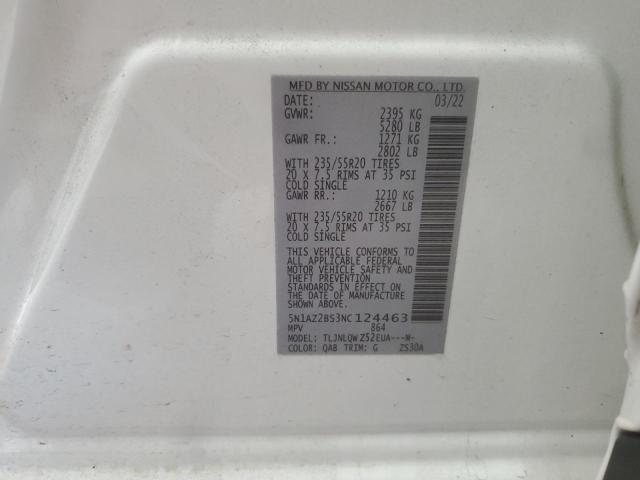 MFD BY NISSAN MOTOR CO., LTD.
DATE: 03/22
GVWR: 2395 KG
5280 LB
GAWR FR.: 1271 KG
2802 LB
WITH 235/55R20 TIRES
20 X 7.5 RIMS AT 35 PSI
COLD SINGLE
GAWR RR.: 1210 KG
2667 LB
WITH 235/55R20 TIRES
20 X 7.5 RIMS AT 35 PSI
COLD SINGLE
THIS VEHICLE CONFORMS TO
ALL APPLICABLE FEDERAL
MOTOR VEHICLE SAFETY AND
THEFT PREVENTION
STANDARDS IN EFFECT ON
THE DATE OF MANUFACTURE
SHOWN ABOVE.
5N1AZ2BS3NC124463
MPV 864
MODEL: TLJNLQWZ52EUA---N-
COLOR: QAB TRIM: G ZS30A